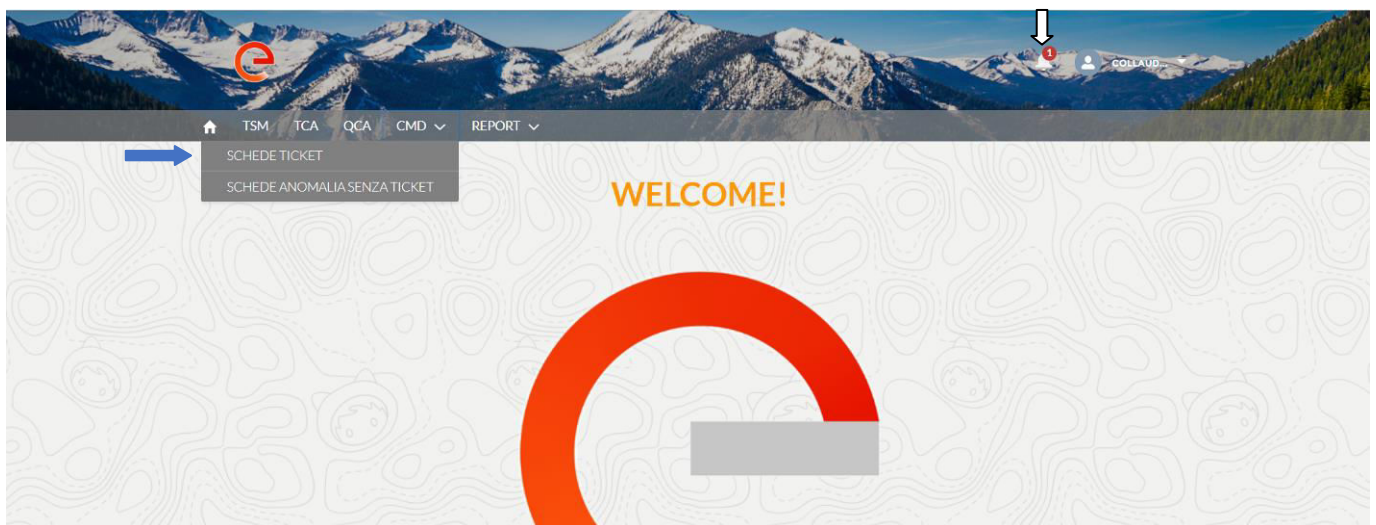 1
COLLAUD...
TSM TCA QCA CMD REPORT
SCHEDE TICKET
SCHEDE ANOMALIA SENZA TICKET
WELCOME!